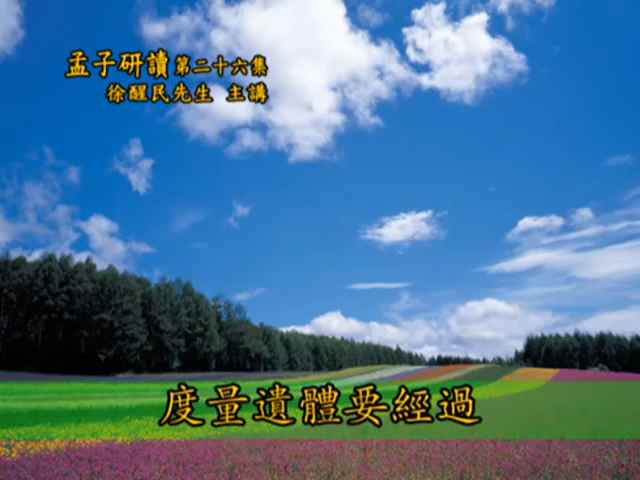 孟子研讀第二十六集
徐醒民先生 主講
度量遺體要經過